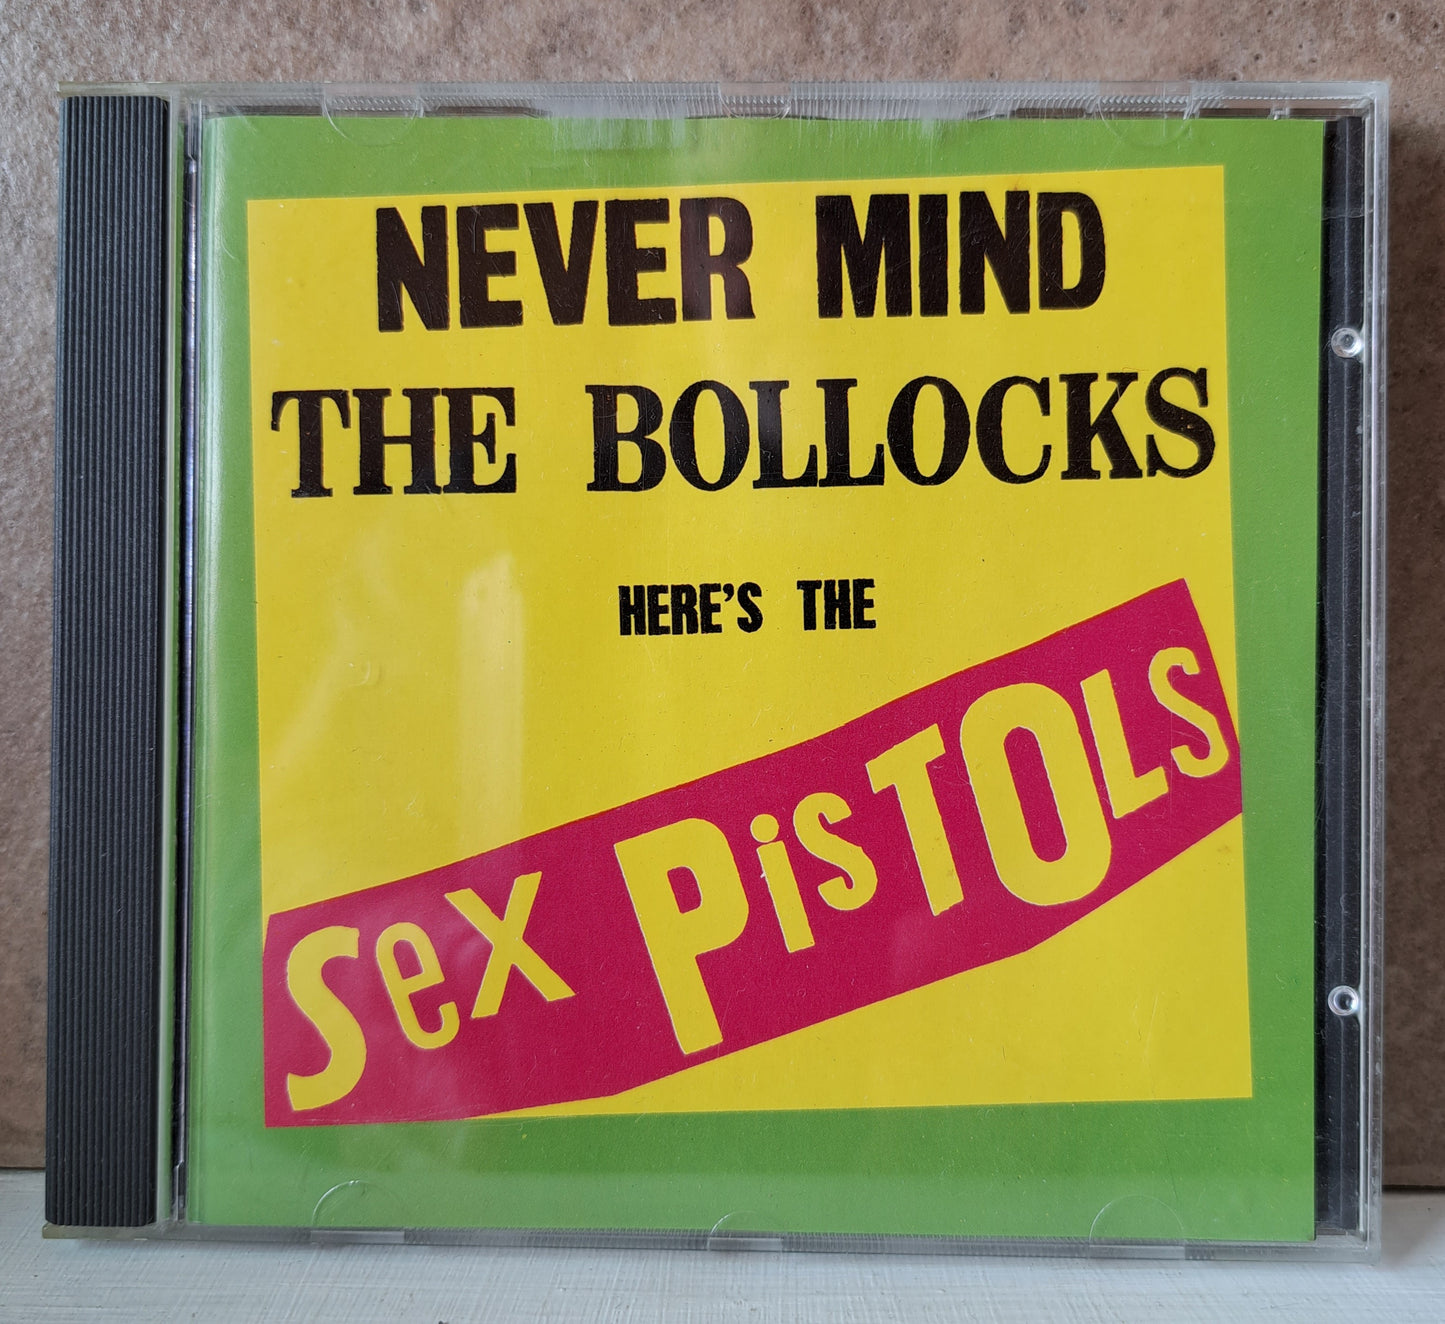 NEVER MIND
THE BOLLOCKS
HERE'S THE
Sex PiSTOLS